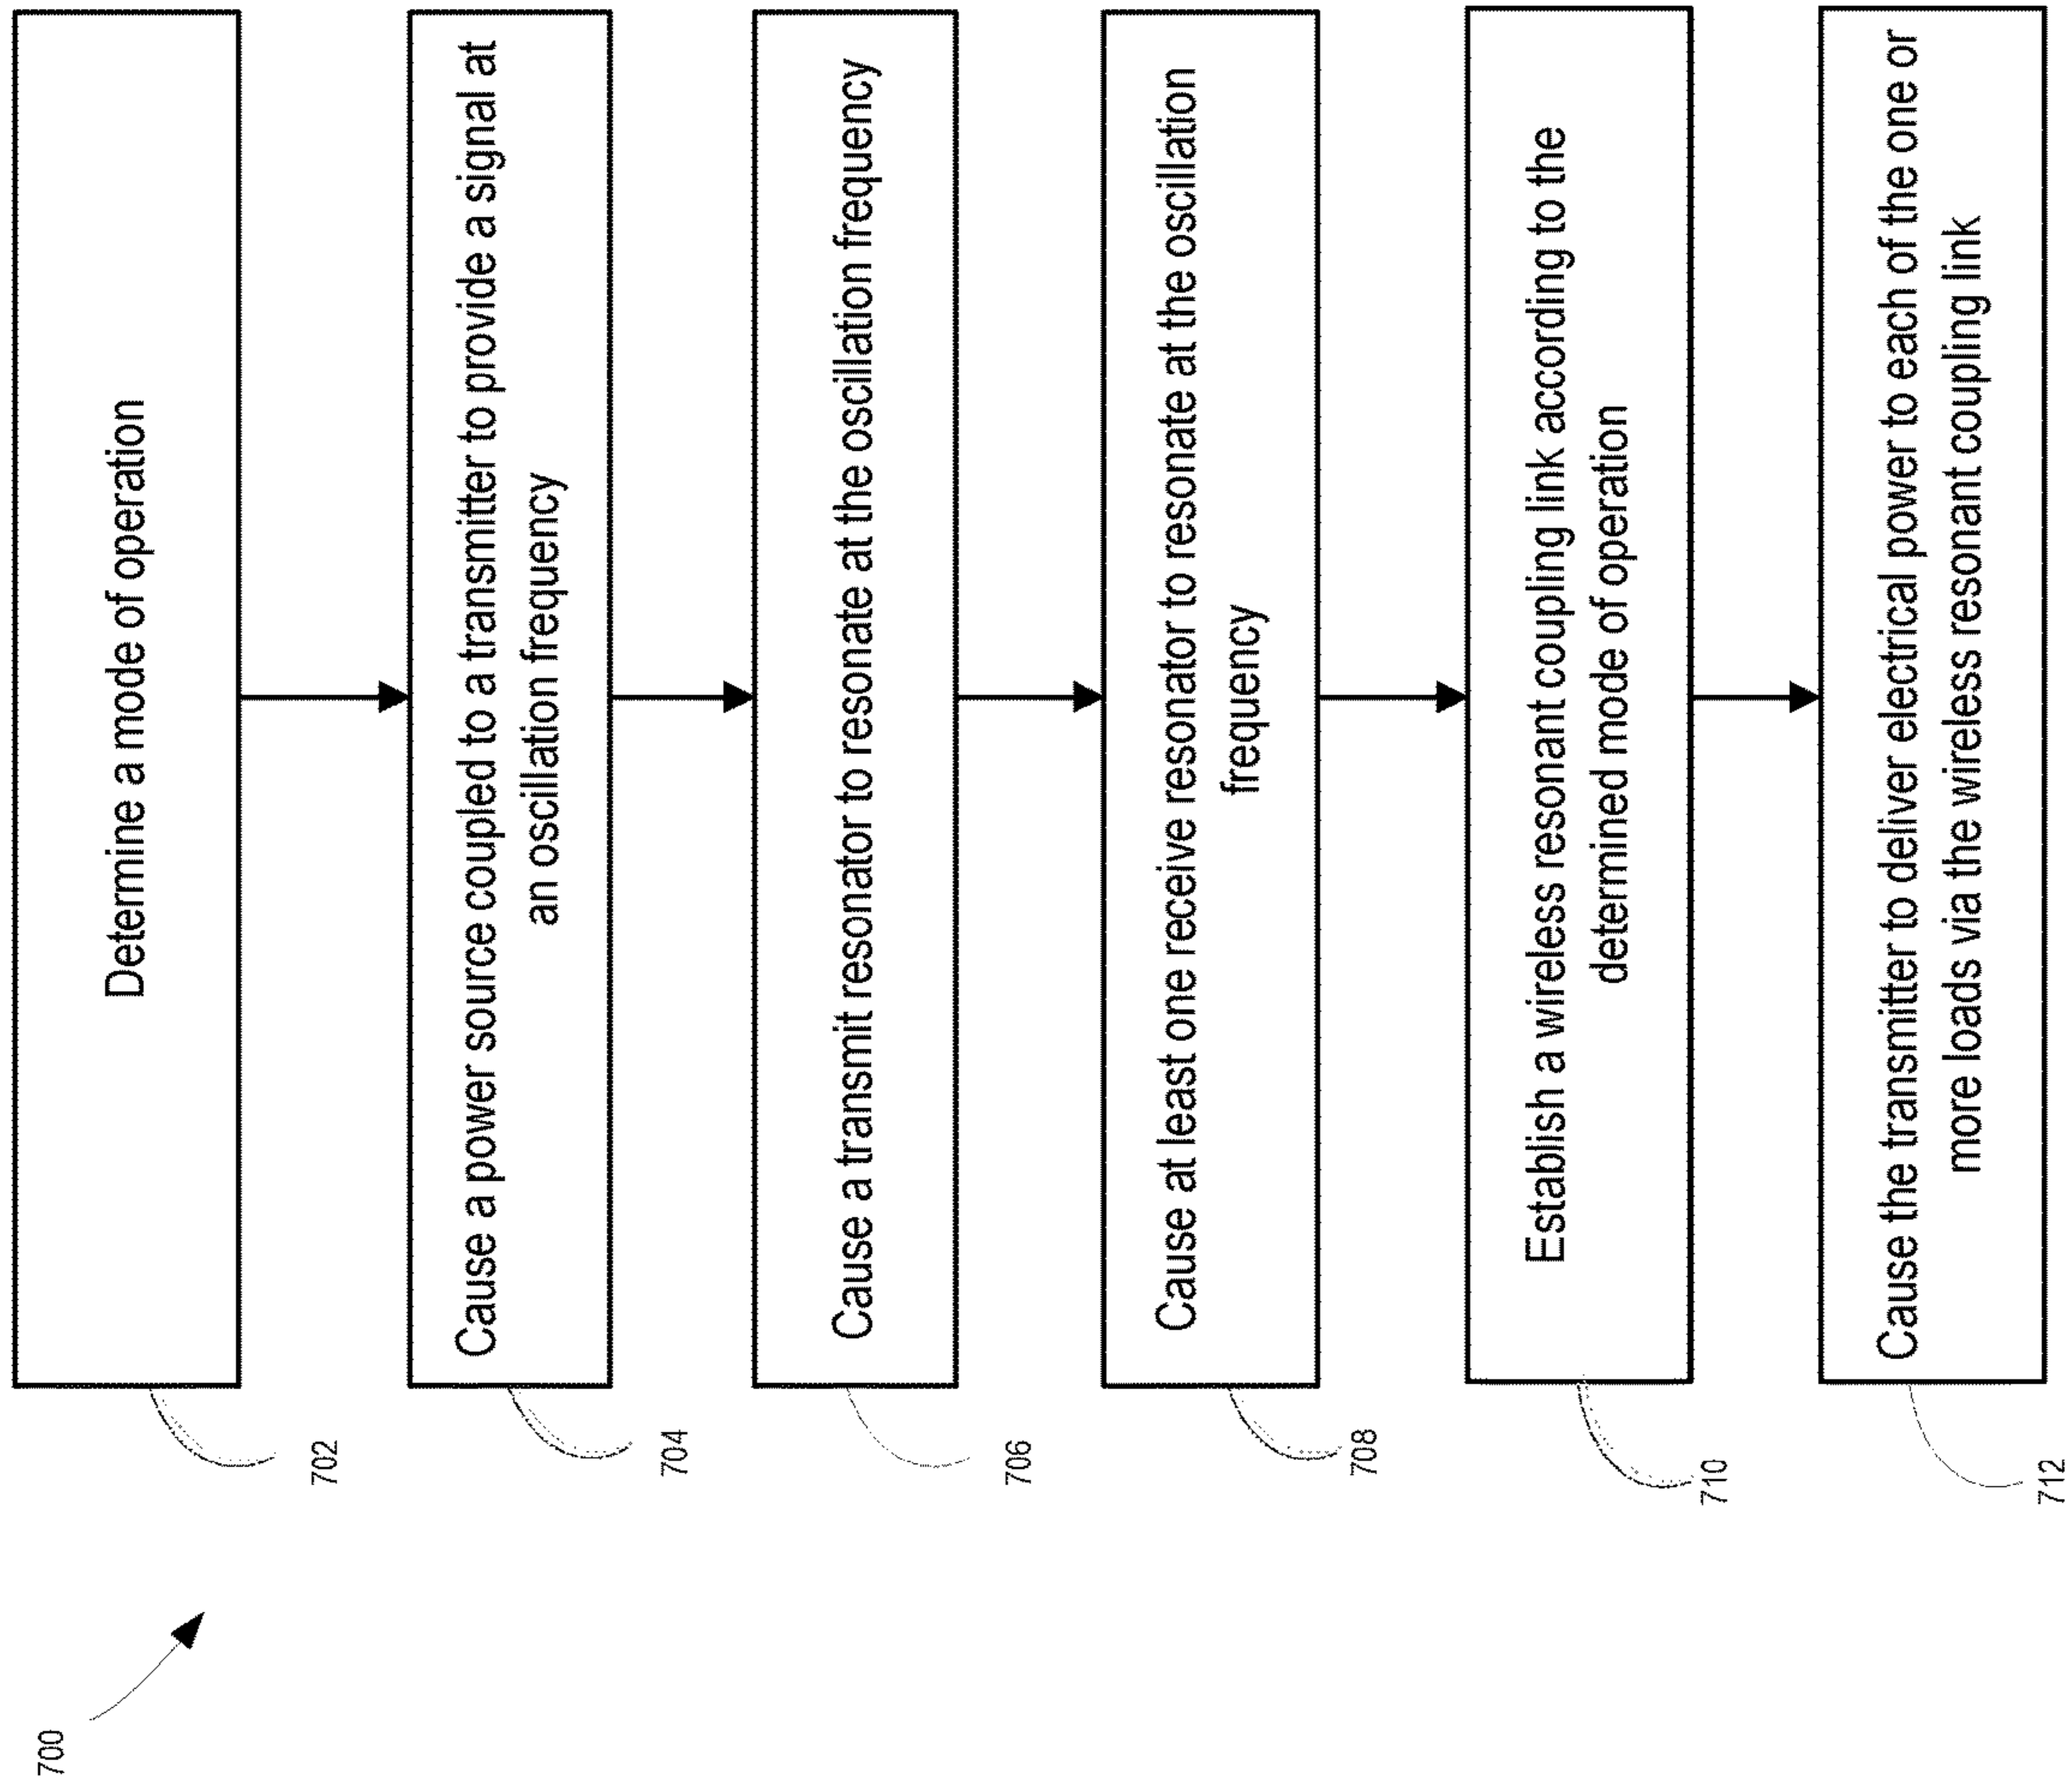 700
702
Determine a mode of operation
704
Cause a power source coupled to a transmitter to provide a signal at
an oscillation frequency
706
Cause a transmit resonator to resonate at the oscillation frequency
708
Cause at least one receive resonator to resonate at the oscillation
frequency
710
Establish a wireless resonant coupling link according to the
determined mode of operation
712
Cause the transmitter to deliver electrical power to each of the one or
more loads via the wireless resonant coupling link